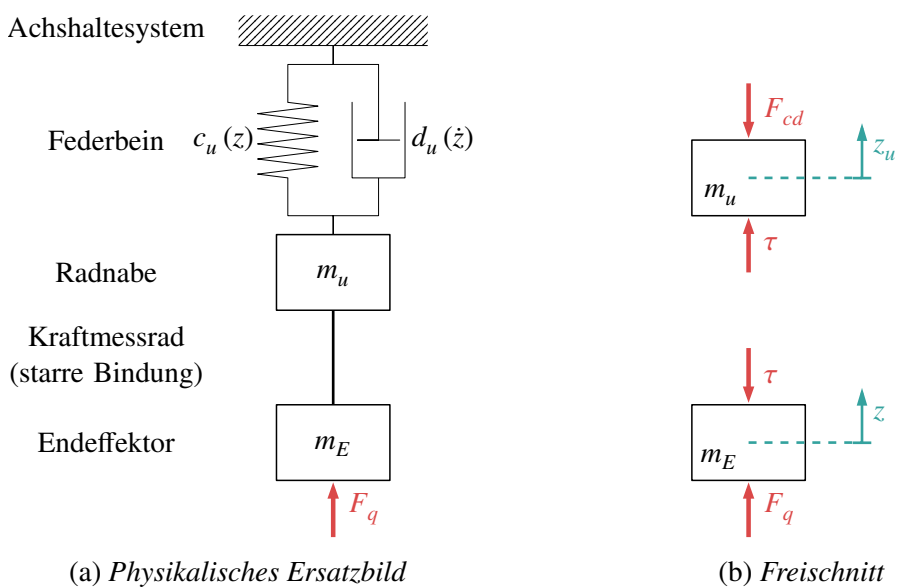 Achshaltesystem
Federbein
c_u (z)
d_u (ż)
Radnabe
m_u
Kraftmessrad
(starre Bindung)
Endeffektor
m_E
F_q
(a) Physikalisches Ersatzbild
F_cd
z_u
m_u
τ
τ
z
m_E
F_q
(b) Freischnitt